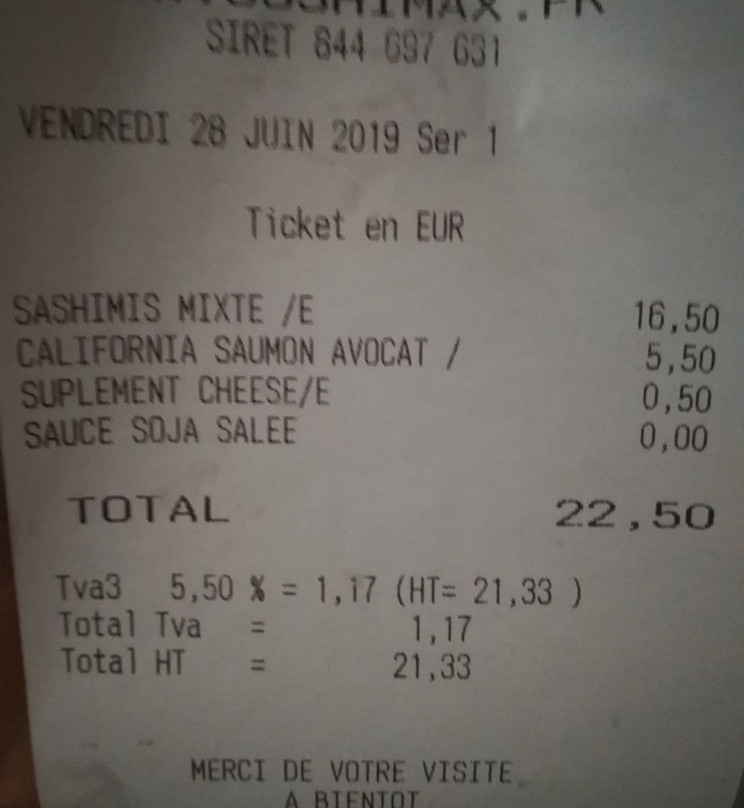 SIRET 844 697 631
VENDREDI 28 JUIN 2019 Ser 1
Ticket en EUR
SASHIMIS MIXTE /E 16,50
CALIFORNIA SAUMON AVOCAT / 5,50
SUPLEMENT CHEESE/E 0,50
SAUCE SOJA SALEE 0,00
TOTAL 22,50
Tva3 5,50 % = 1,17 (HT= 21,33 )
Total Tva = 1,17
Total HT = 21,33
MERCI DE VOTRE VISITE
A BIENTOT